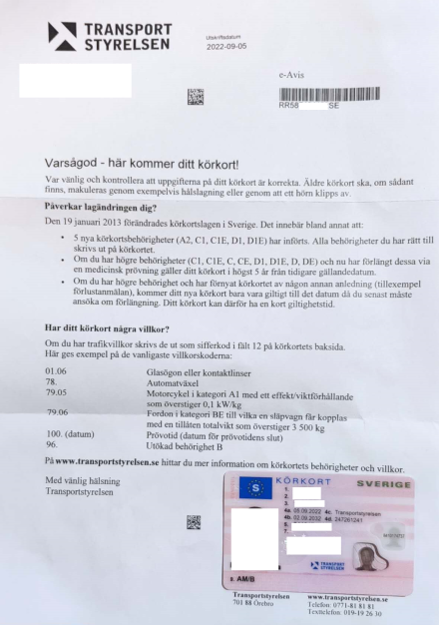 TRANSPORT
STYRELSEN
Utskriftsdatum
2022-09-05
e-Avis
RR58 SE
Varsågod - här kommer ditt körkort!
Var vänlig och kontrollera att uppgifterna på ditt körkort är korrekta. Äldre körkort ska, om sådant
finns, makuleras genom exempelvis hålslagning eller genom att ett hörn klipps av.
Påverkar lagändringen dig?
Den 19 januari 2013 förändrades körkortslagen i Sverige. Det innebär bland annat att:
• 5 nya körkortsbehörigheter (A2, C1, C1E, D1, D1E) har införts. Alla behörigheter du har rätt till
skrivs ut på körkortet.
• Om du har högre behörigheter (C1, C1E, C, CE, D1, D1E, D, DE) och nu har förlängt dessa via
en medicinsk prövning gäller ditt körkort i högst 5 år från tidigare gällandedatum.
• Om du har högre behörighet och har förnyat körkortet av någon annan anledning (tillexempel
förlustanmälan), kommer ditt nya körkort bara vara giltigt till det datum då du senast måste
ansöka om förlängning. Ditt körkort kan därför ha en kort giltighetstid.
Har ditt körkort några villkor?
Om du har trafikvillkor skrivs de ut som sifferkod i fält 12 på körkortets baksida.
Här ges exempel på de vanligaste villkorskoderna:
01.06 Glasögon eller kontaktlinser
78. Automatväxel
79.05 Motorcykel i kategori A1 med ett effekt/viktförhållande
som överstiger 0,1 kW/kg
79.06 Fordon i kategori BE till vilka en släpvagn får kopplas
med en tillåten totalvikt som överstiger 3 500 kg
100. (datum) Prövotid (datum för prövotidens slut)
96. Utökad behörighet B
På www.transportstyrelsen.se hittar du mer information om körkortets behörigheter och villkor.
Med vänlig hälsning
Transportstyrelsen
S
KÖRKORT SVERIGE
1.
2.
3.
4a. 05.09.2022 4c. Transportstyrelsen
4b. 02.09.2032 4d. 247261241
5.
7.
TRANSPORT
STYRELSEN
9. AM/B
Transportstyrelsen
701 88 Örebro
www.transportstyrelsen.se
Telefon: 0771-81 81 81
Texttelefon: 019-19 26 10